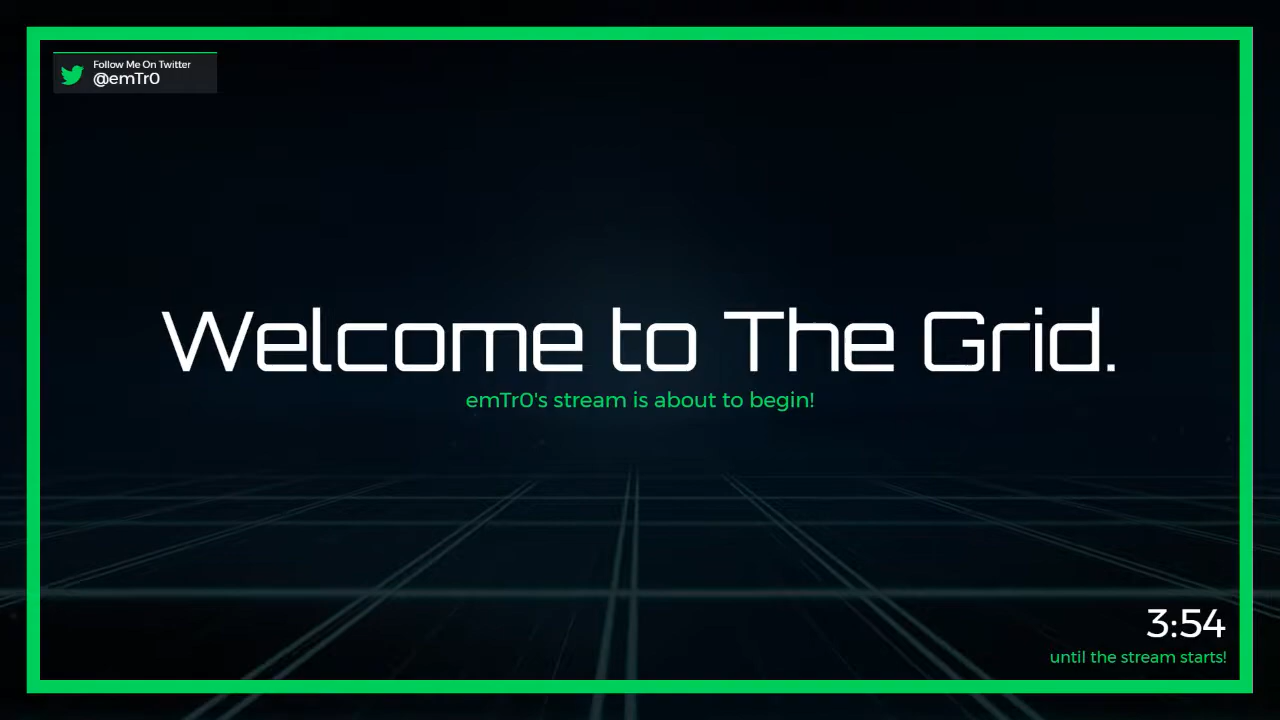 Follow Me On Twitter
@emTr0
Welcome to The Grid.
emTr0's stream is about to begin!
3:54
until the stream starts!